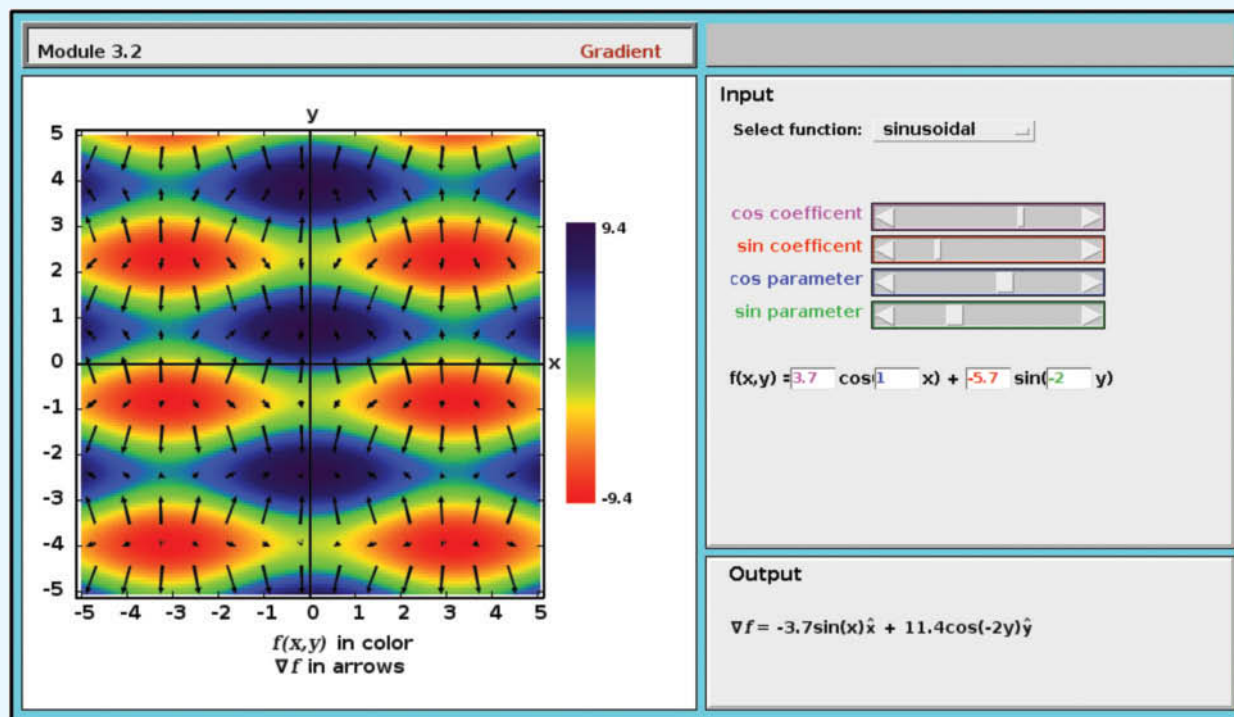 Module 3.2 Gradient
y
5
4
3
2
1
0
-1
-2
-3
-4
-5
x
-5 -4 -3 -2 -1 0 1 2 3 4 5
9.4
-9.4
f(x,y) in color
∇f in arrows
Input
Select function: sinusoidal
cos coefficent
sin coefficent
cos parameter
sin parameter
f(x,y) = 3.7 cos( 1 x) + -5.7 sin( -2 y)
Output
∇f = -3.7sin(x)x̂ + 11.4cos(-2y)ŷ